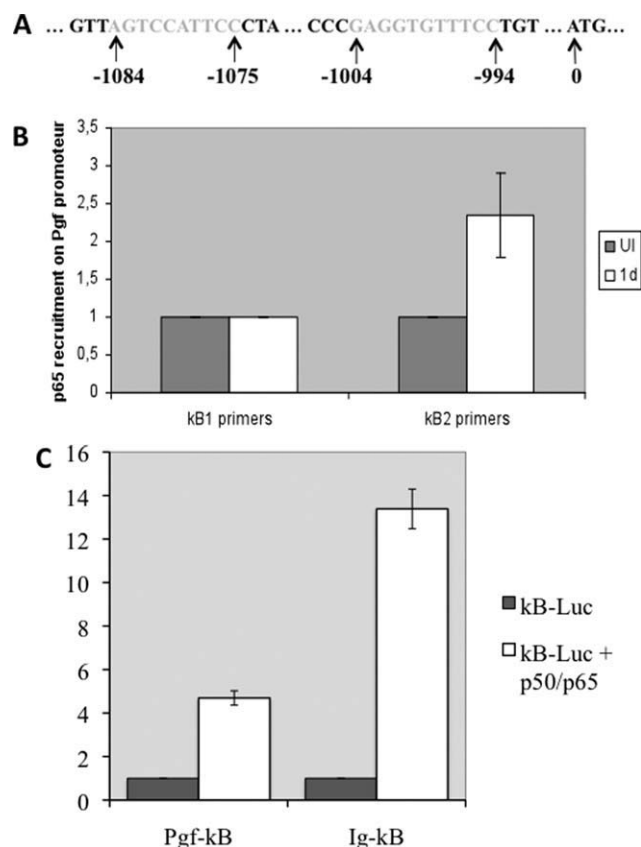 A
... GTTAGTCCATTCCCTA ... CCCGAGGTGTTTCCTGT ... ATG...
-1084 -1075 -1004 -994 0
B
p65 recruitment on Pgf promoteur
3,5
3
2,5
2
1,5
1
0,5
0
kB1 primers kB2 primers
UI
1d
C
16
14
12
10
8
6
4
2
0
Pgf-kB Ig-kB
kB-Luc
kB-Luc +
p50/p65